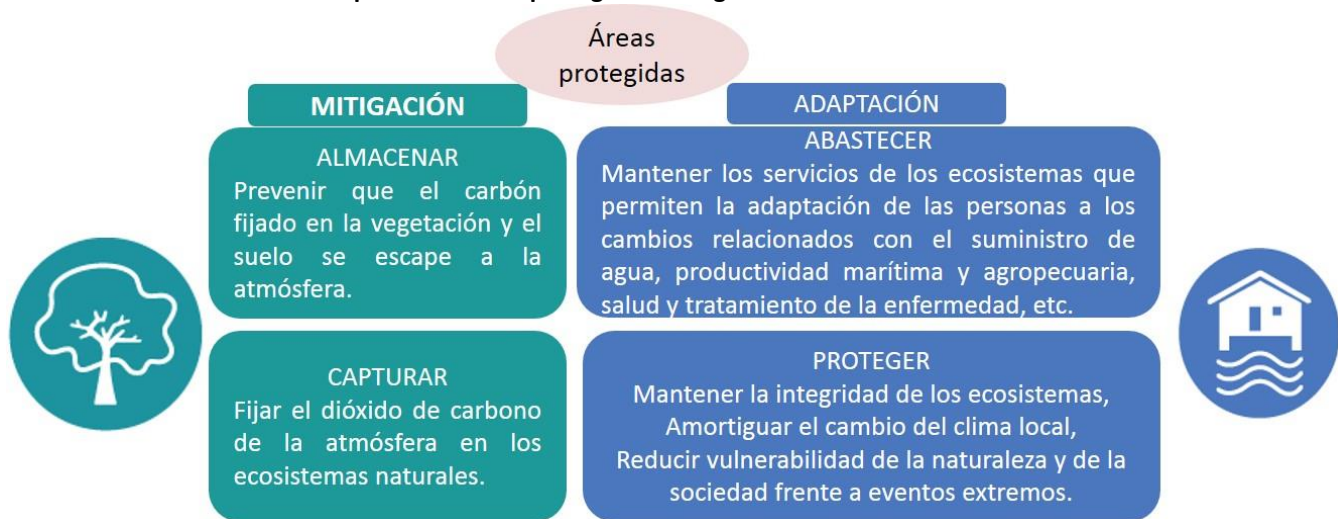 Áreas
protegidas
MITIGACIÓN
ALMACENAR
Prevenir que el carbón
fijado en la vegetación y el
suelo se escape a la
atmósfera.
CAPTURAR
Fijar el dióxido de carbono
de la atmósfera en los
ecosistemas naturales.
ADAPTACIÓN
ABASTECER
Mantener los servicios de los ecosistemas que
permiten la adaptación de las personas a los
cambios relacionados con el suministro de
agua, productividad marítima y agropecuaria,
salud y tratamiento de la enfermedad, etc.
PROTEGER
Mantener la integridad de los ecosistemas,
Amortiguar el cambio del clima local,
Reducir vulnerabilidad de la naturaleza y de la
sociedad frente a eventos extremos.